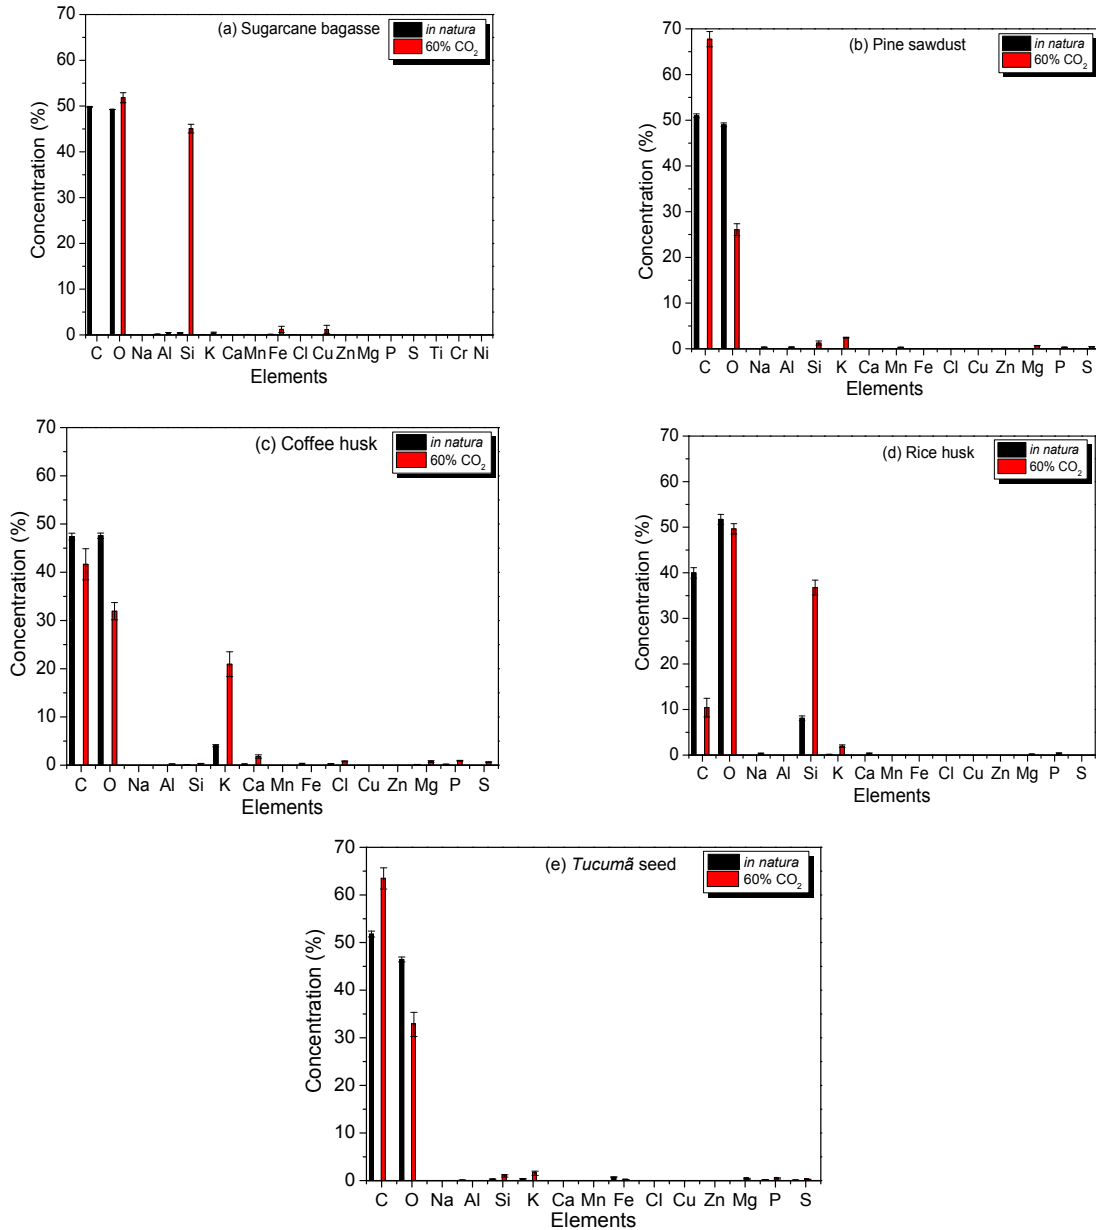 (a) Sugarcane bagasse
in natura
60% CO₂
70
60
50
40
30
20
10
0
Concentration (%)
C O Na Al Si K Ca Mn Fe Cl Cu Zn Mg P S Ti Cr Ni
Elements
(b) Pine sawdust
in natura
60% CO₂
70
60
50
40
30
20
10
0
Concentration (%)
C O Na Al Si K Ca Mn Fe Cl Cu Zn Mg P S
Elements
(c) Coffee husk
in natura
60% CO₂
70
60
50
40
30
20
10
0
Concentration (%)
C O Na Al Si K Ca Mn Fe Cl Cu Zn Mg P S
Elements
(d) Rice husk
in natura
60% CO₂
70
60
50
40
30
20
10
0
Concentration (%)
C O Na Al Si K Ca Mn Fe Cl Cu Zn Mg P S
Elements
(e) Tucumã seed
in natura
60% CO₂
70
60
50
40
30
20
10
0
Concentration (%)
C O Na Al Si K Ca Mn Fe Cl Cu Zn Mg P S
Elements